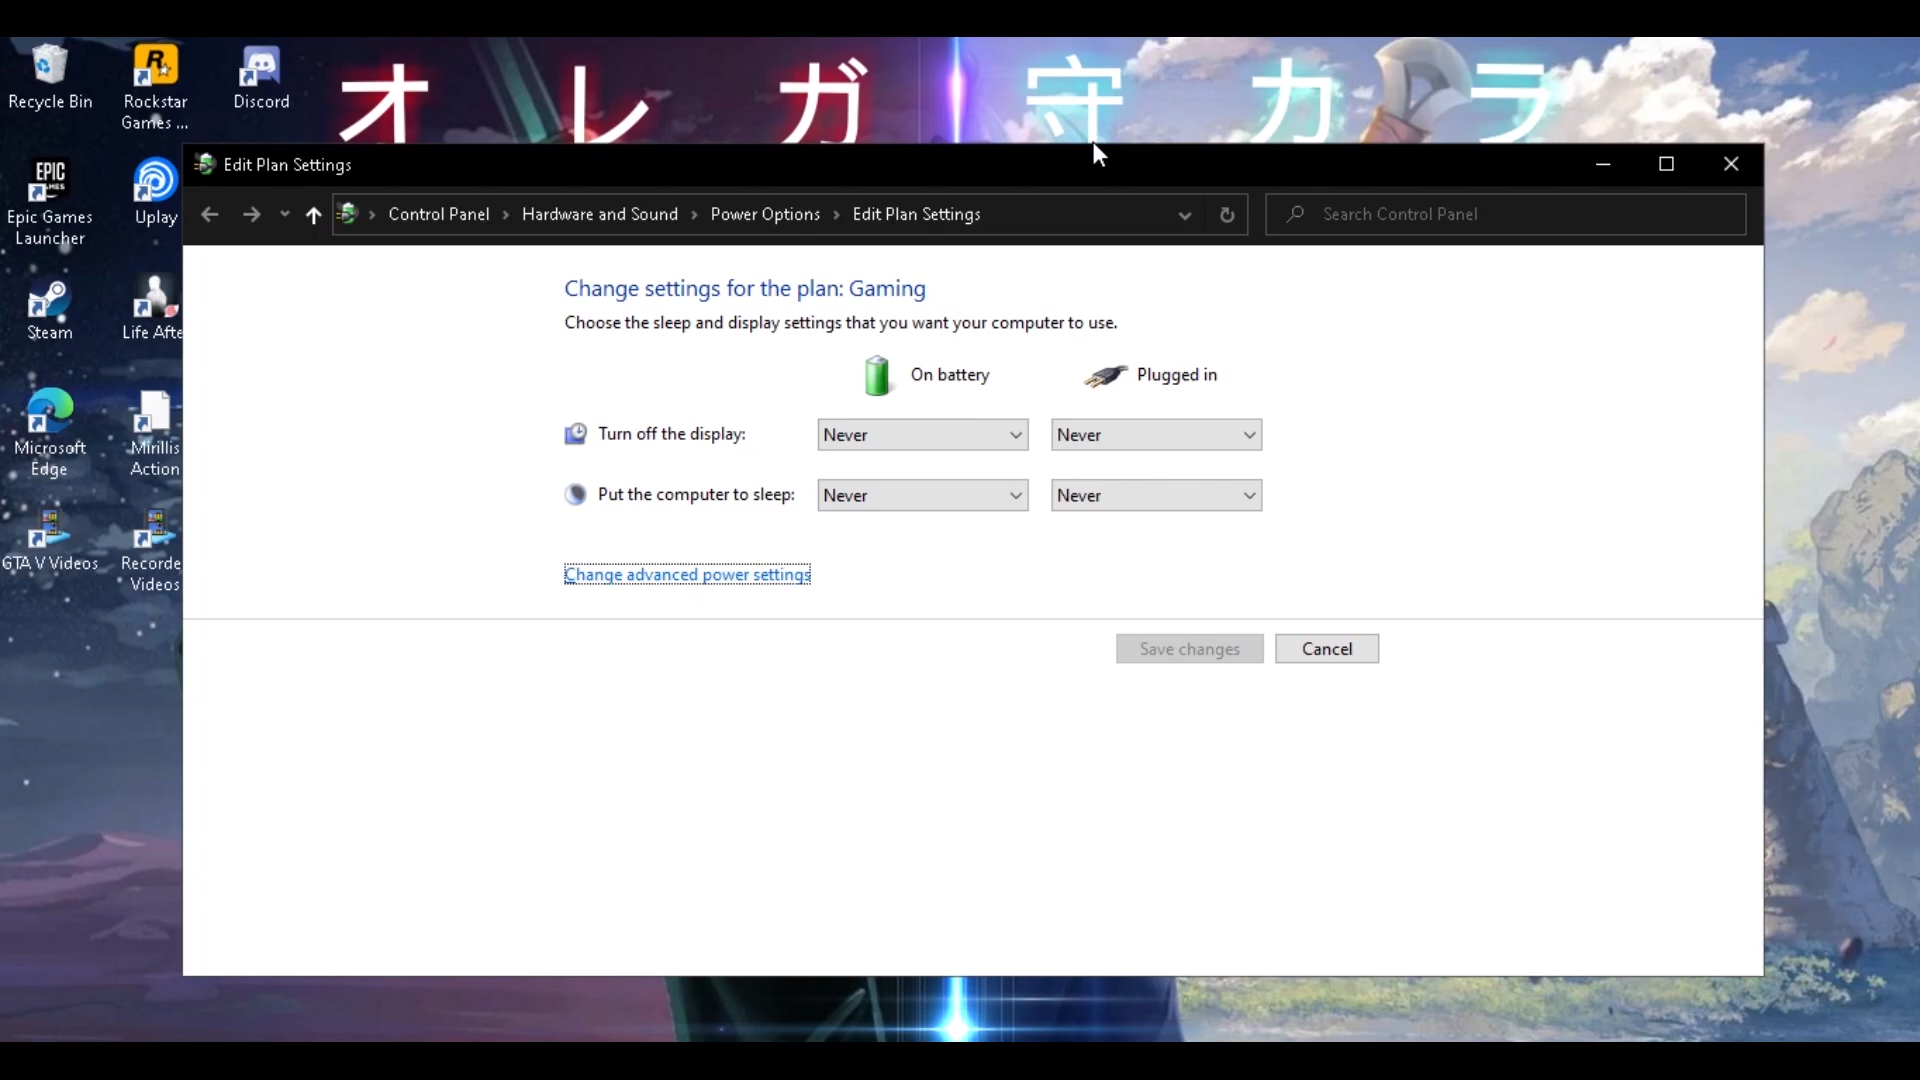 オ レ ガ 守 カ ラ
Recycle Bin
Rockstar
Games ...
Discord
Epic Games
Launcher
Uplay
Steam
Life Afte
Microsoft
Edge
Mirillis
Action
GTA V Videos
Recorde
Videos
Edit Plan Settings
Control Panel > Hardware and Sound > Power Options > Edit Plan Settings
Search Control Panel
Change settings for the plan: Gaming
Choose the sleep and display settings that you want your computer to use.
On battery Plugged in
Turn off the display: Never Never
Put the computer to sleep: Never Never
Change advanced power settings
Save changes Cancel